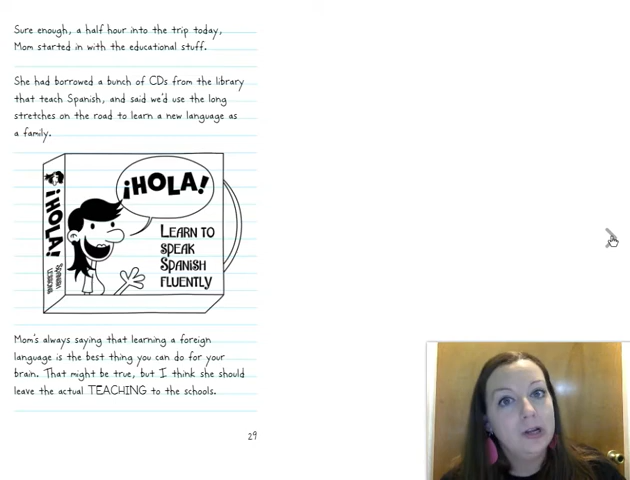 Sure enough, a half hour into the trip today,
Mom started in with the educational stuff.
She had borrowed a bunch of CDs from the library
that teach Spanish, and said we'd use the long
stretches on the road to learn a new language as
a family.
¡HOLA!
¡HOLA!
SPANISH
LESSONS
LEARN TO
SPEAK
SPANISH
FLUENTLY
Mom's always saying that learning a foreign
language is the best thing you can do for your
brain. That might be true, but I think she should
leave the actual TEACHING to the schools.
29